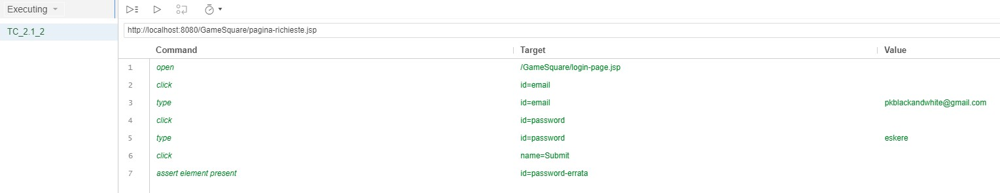 Executing
TC_2.1_2
http://localhost:8080/GameSquare/pagina-richieste.jsp
Command Target Value
1 open /GameSquare/login-page.jsp
2 click id=email
3 type id=email pkblackandwhite@gmail.com
4 click id=password
5 type id=password eskere
6 click name=Submit
7 assert element present id=password-errata